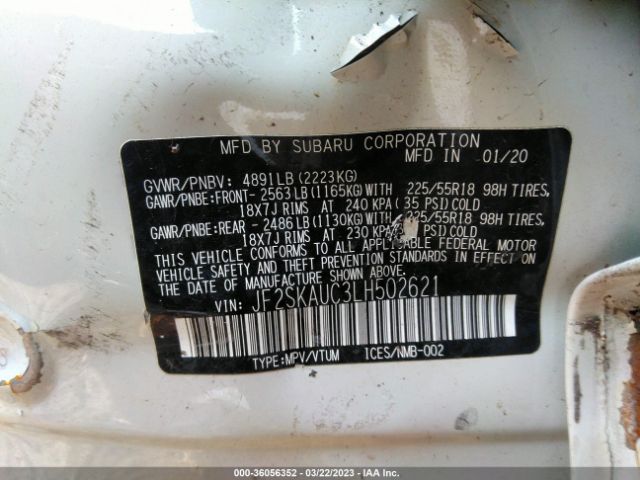 MFD BY SUBARU CORPORATION
MFD IN 01/20
GVWR/PNBV: 4891LB (2223KG)
GAWR/PNBE:FRONT- 2563 LB (1165KG) WITH 225/55R18 98H TIRES,
18X7J RIMS AT 240 KPA( 35 PSI) COLD
GAWR/PNBE:REAR - 2486 LB (1130KG) WITH 225/55R18 98H TIRES,
18X7J RIMS AT 230 KPA PSI) COLD
THIS VEHICLE CONFORMS TO ALL APPLICABLE FEDERAL MOTOR
VEHICLE SAFETY AND THEFT PREVENTION STANDARDS IN EFFECT
ON THE DATE OF MANUFACTURE SHOWN ABOVE.
VIN: JF2SKAUC3LH502621
TYPE:MPV/VTUM ICES/NMB-002
000-36056352 / 03/22/2023 - IAA Inc.